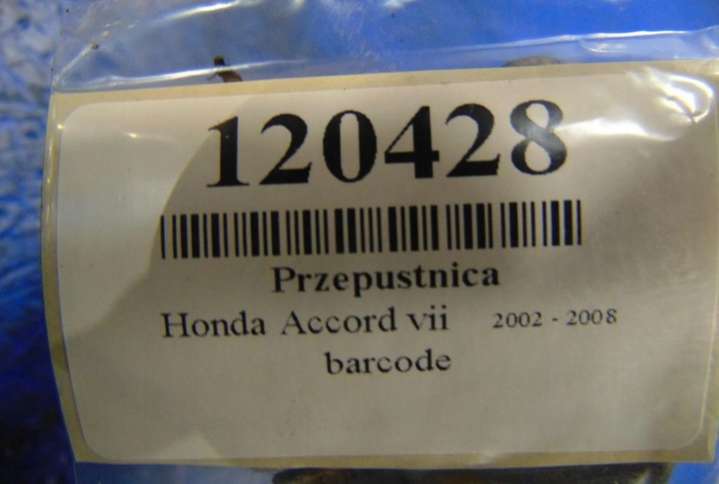 120428
Przepustnica
Honda Accord vii 2002 - 2008
barcode